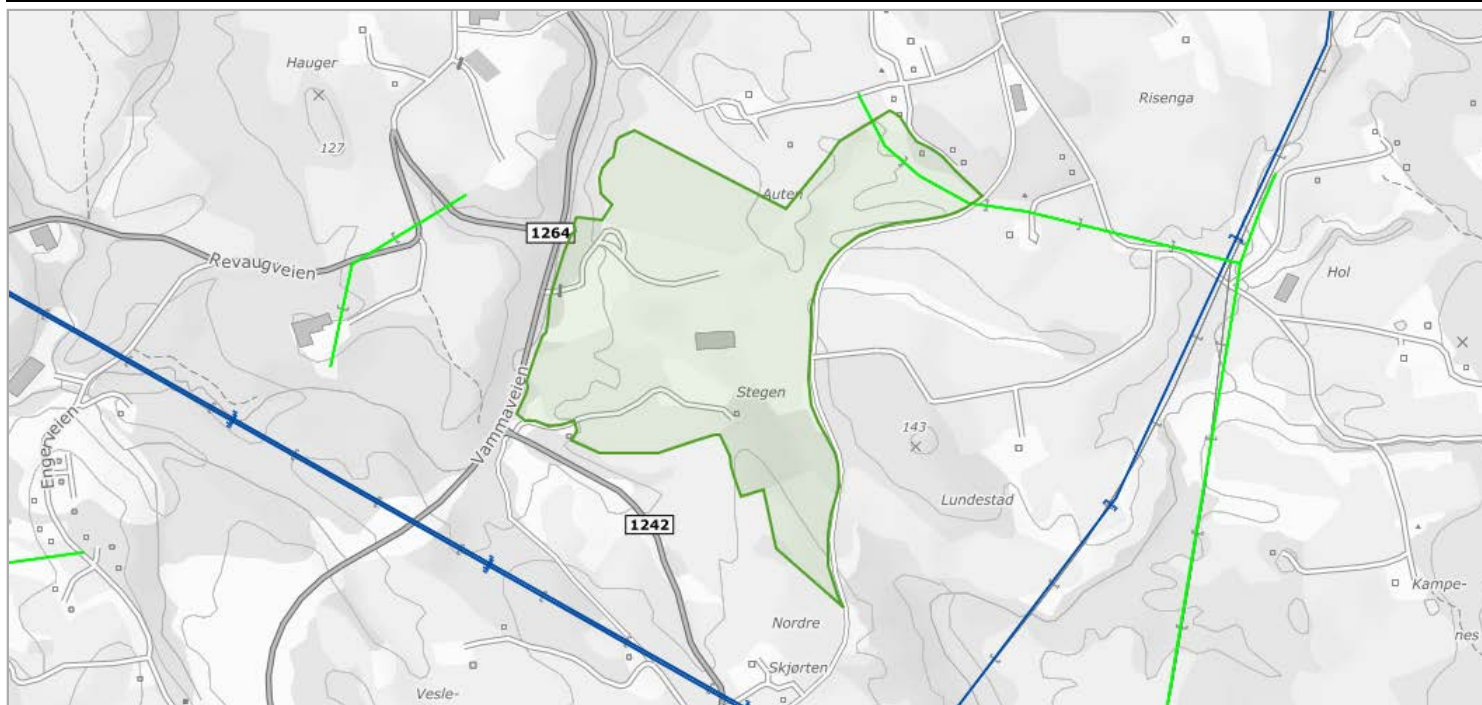 Hauger
127
Risenga
Auten
1264
Revaugveien
Hol
Stegen
Vammaveien
143
Engerveien
Lundestad
1242
Kampe-
nes
Nordre
Skjørten
Vesle-